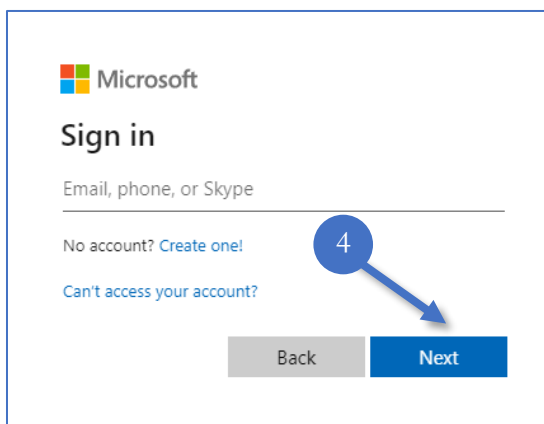 Microsoft
Sign in
Email, phone, or Skype
No account? Create one!
4
Can't access your account?
Back
Next